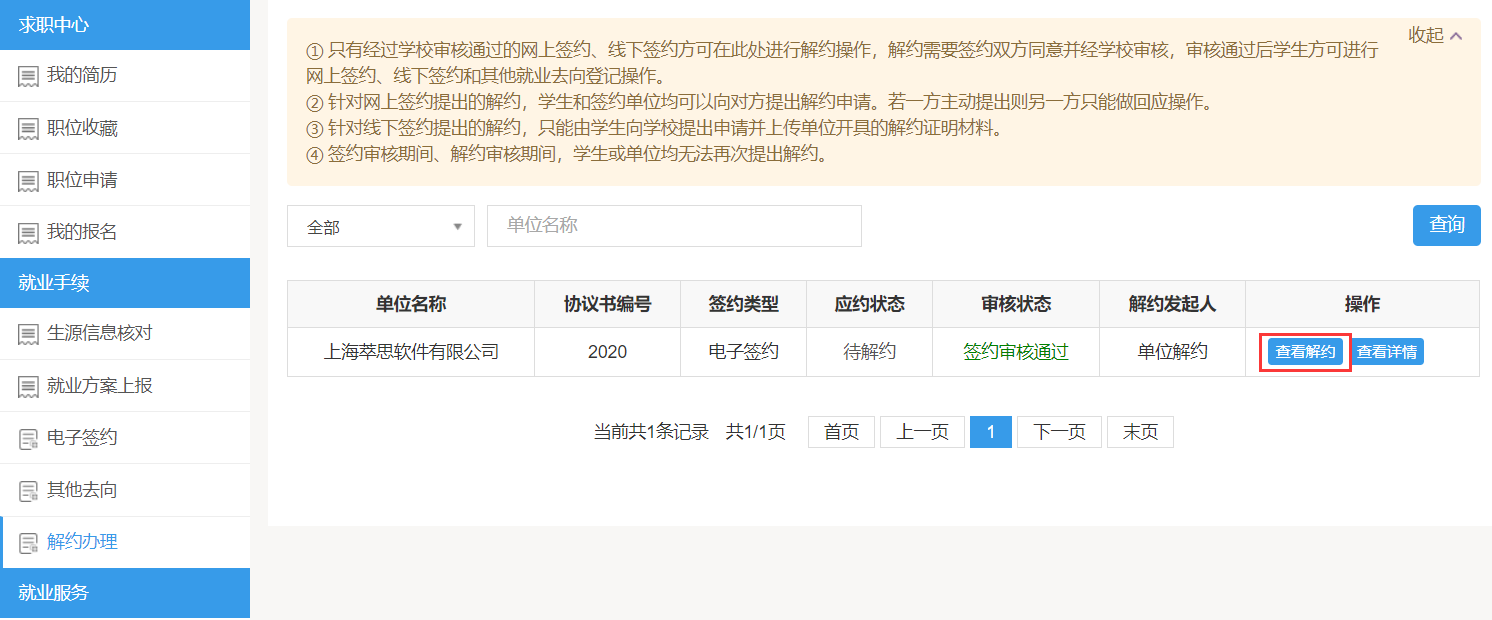 求职中心
我的简历
职位收藏
职位申请
我的报名
就业手续
生源信息核对
就业方案上报
电子签约
其他去向
解约办理
就业服务
收起
① 只有经过学校审核通过的网上签约、线下签约方可在此处进行解约操作，解约需要签约双方同意并经学校审核，审核通过后学生方可进行
网上签约、线下签约和其他就业去向登记操作。
② 针对网上签约提出的解约，学生和签约单位均可以向对方提出解约申请。若一方主动提出则另一方只能做回应操作。
③ 针对线下签约提出的解约，只能由学生向学校提出申请并上传单位开具的解约证明材料。
④ 签约审核期间、解约审核期间，学生或单位均无法再次提出解约。
全部 单位名称 查询
单位名称 协议书编号 签约类型 应约状态 审核状态 解约发起人 操作
上海萃思软件有限公司 2020 电子签约 待解约 签约审核通过 单位解约 查看解约 查看详情
当前共1条记录 共1/1页 首页 上一页 1 下一页 末页